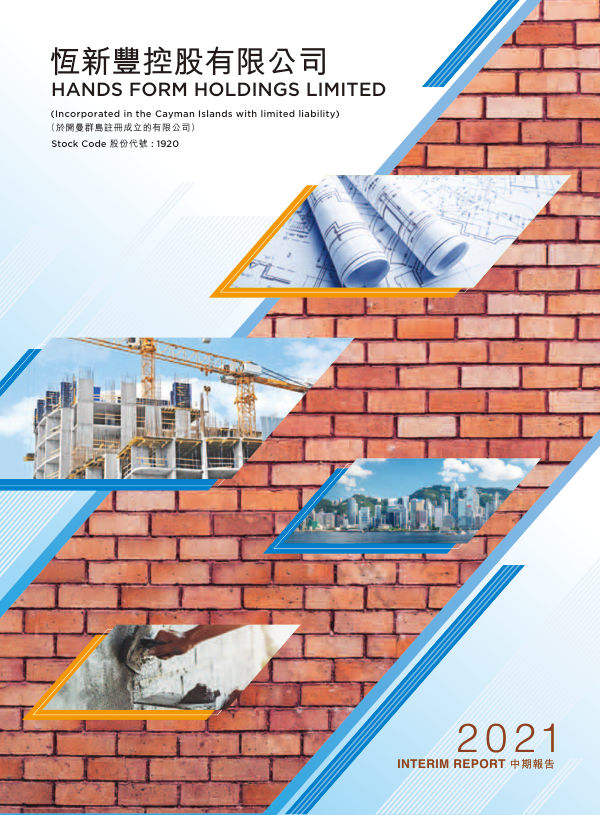 恆新豐控股有限公司
HANDS FORM HOLDINGS LIMITED
(Incorporated in the Cayman Islands with limited liability)
(於開曼群島註冊成立的有限公司)
Stock Code 股份代號 : 1920
2021
INTERIM REPORT 中期報告